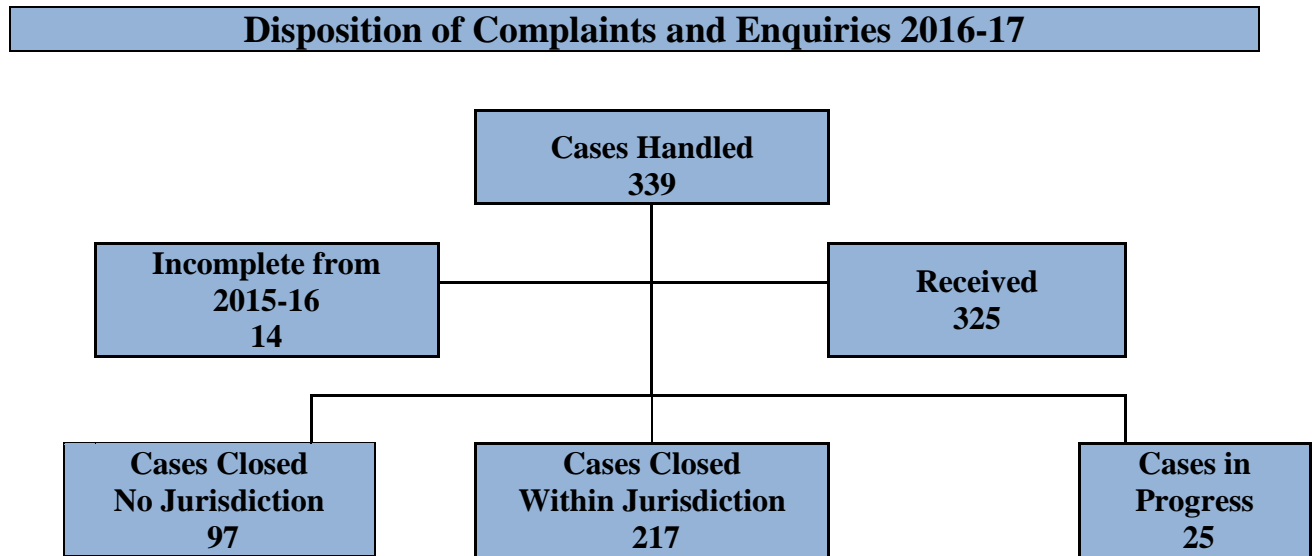 Disposition of Complaints and Enquiries 2016-17
Cases Handled
339
Incomplete from
2015-16
14
Received
325
Cases Closed
No Jurisdiction
97
Cases Closed
Within Jurisdiction
217
Cases in
Progress
25